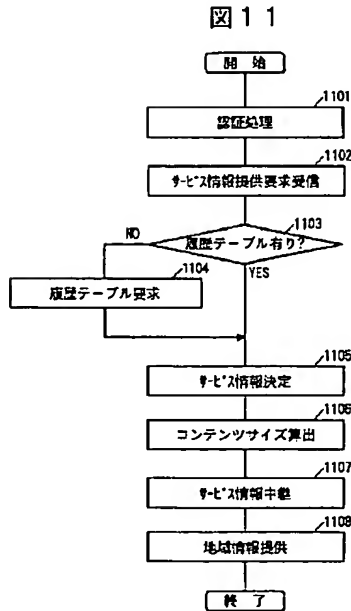 図11
開始
1101
認証処理
1102
ｻｰﾋﾞｽ情報提供要求受信
1103
履歴テーブル有り?
NO
YES
1104
履歴テーブル要求
1105
ｻｰﾋﾞｽ情報決定
1106
コンテンツサイズ算出
1107
ｻｰﾋﾞｽ情報中継
1108
地域情報提供
終了